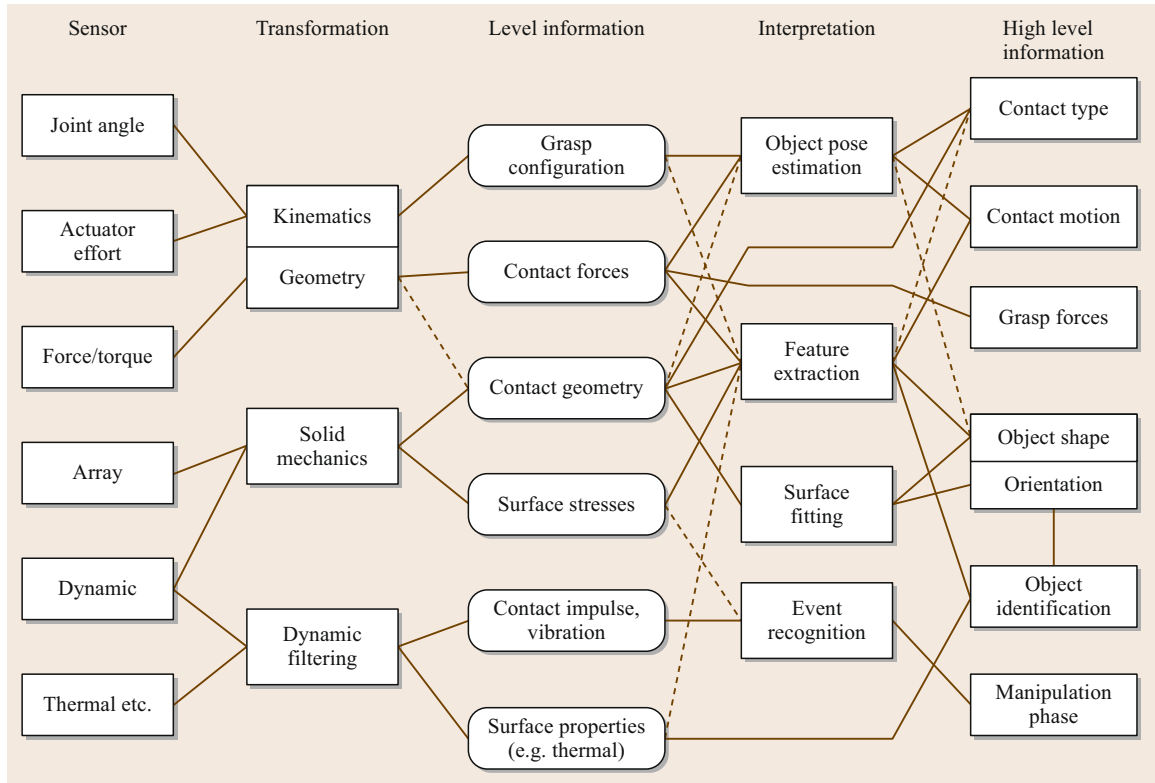 Sensor
Transformation
Level information
Interpretation
High level
information
Joint angle
Actuator
effort
Force/torque
Array
Dynamic
Thermal etc.
Kinematics
Geometry
Solid
mechanics
Dynamic
filtering
Grasp
configuration
Contact forces
Contact geometry
Surface stresses
Contact impulse,
vibration
Surface properties
(e.g. thermal)
Object pose
estimation
Feature
extraction
Surface
fitting
Event
recognition
Contact type
Contact motion
Grasp forces
Object shape
Orientation
Object
identification
Manipulation
phase